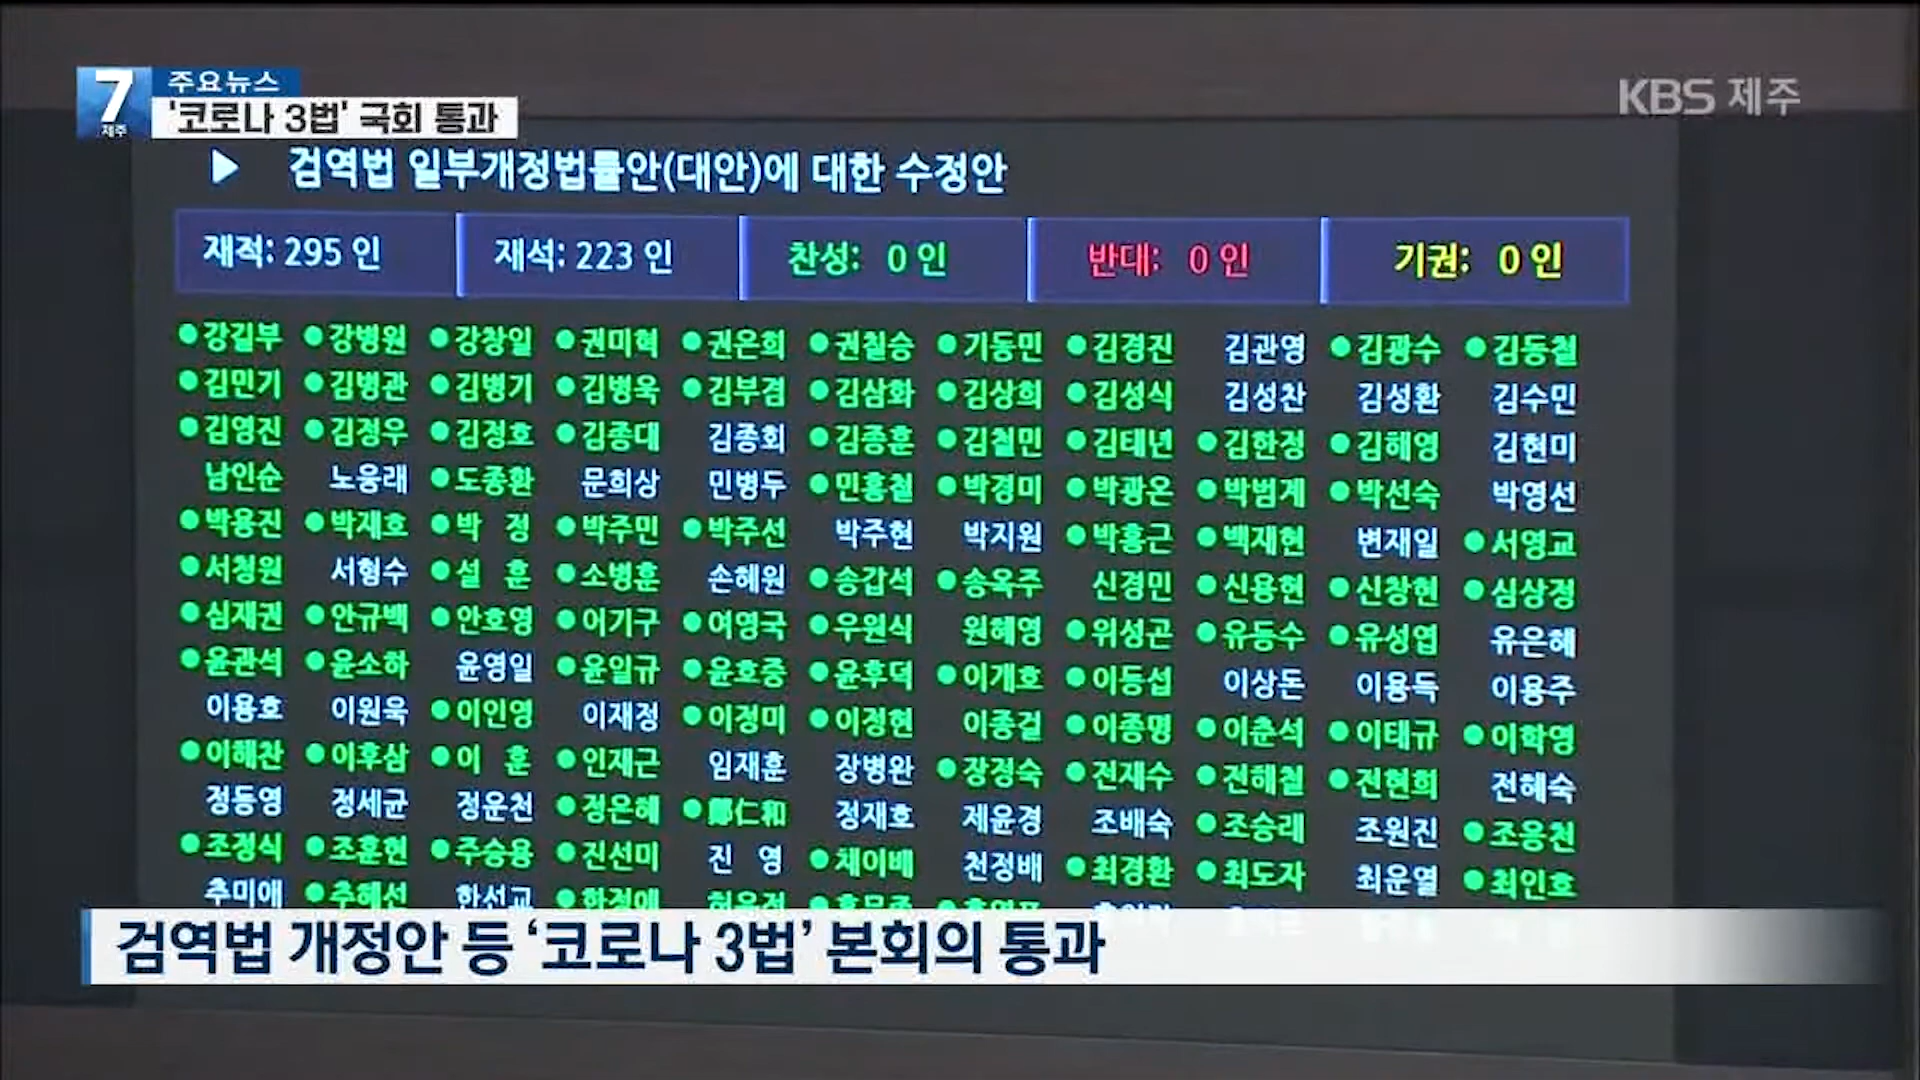 7
제주
주요뉴스
'코로나 3법' 국회 통과
KBS 제주
▶ 검역법 일부개정법률안(대안)에 대한 수정안
재적: 295 인 재석: 223 인 찬성: 0 인 반대: 0 인 기권: 0 인
강길부 강병원 강창일 권미혁 권은희 권칠승 기동민 김경진 김관영 김광수 김동철
김민기 김병관 김병기 김병욱 김부겸 김삼화 김상희 김성식 김성찬 김성환 김수민
김영진 김정우 김정호 김종대 김종회 김종훈 김철민 김태년 김한정 김해영 김현미
남인순 노웅래 도종환 문희상 민병두 민홍철 박경미 박광온 박범계 박선숙 박영선
박용진 박재호 박 정 박주민 박주선 박주현 박지원 박홍근 백재현 변재일 서영교
서청원 서형수 설 훈 소병훈 손혜원 송갑석 송옥주 신경민 신용현 신창현 심상정
심재권 안규백 안호영 어기구 여영국 우원식 원혜영 위성곤 유동수 유성엽 유은혜
윤관석 윤소하 윤영일 윤일규 윤호중 윤후덕 이개호 이동섭 이상돈 이용득 이용주
이용호 이원욱 이인영 이재정 이정미 이정현 이종걸 이종명 이춘석 이태규 이학영
이해찬 이후삼 이 훈 인재근 임재훈 장병완 장정숙 전재수 전해철 전현희 전혜숙
정동영 정세균 정운천 정은혜 鄭仁和 정재호 제윤경 조배숙 조승래 조원진 조응천
조정식 조훈현 주승용 진선미 진 영 채이배 천정배 최경환 최도자 최운열 최인호
추미애 추혜선 한선교 한정애
검역법 개정안 등 ‘코로나 3법’ 본회의 통과